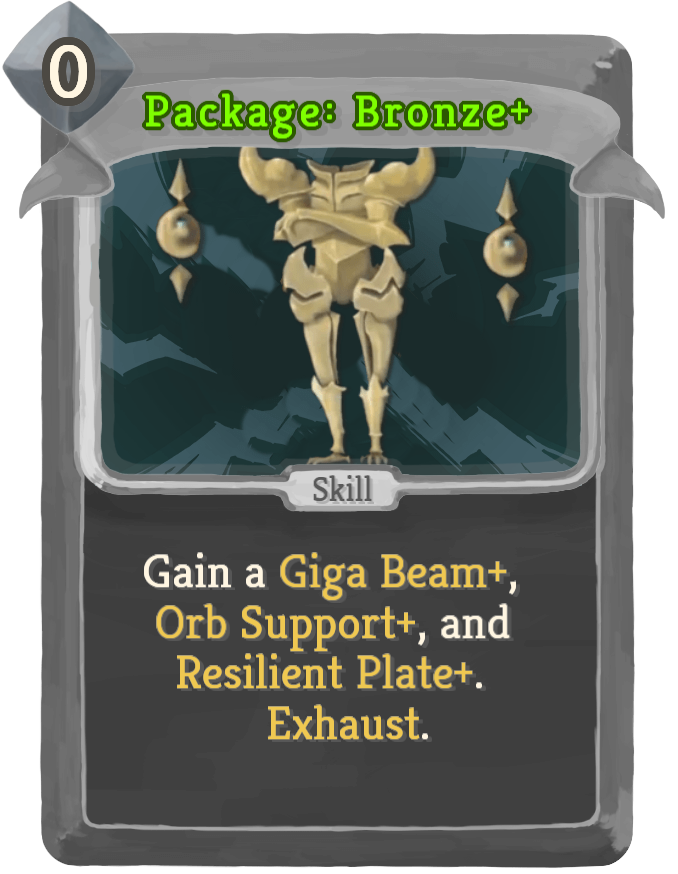 0
Package: Bronze+
Skill
Gain a Giga Beam+,
Orb Support+, and
Resilient Plate+.
Exhaust.